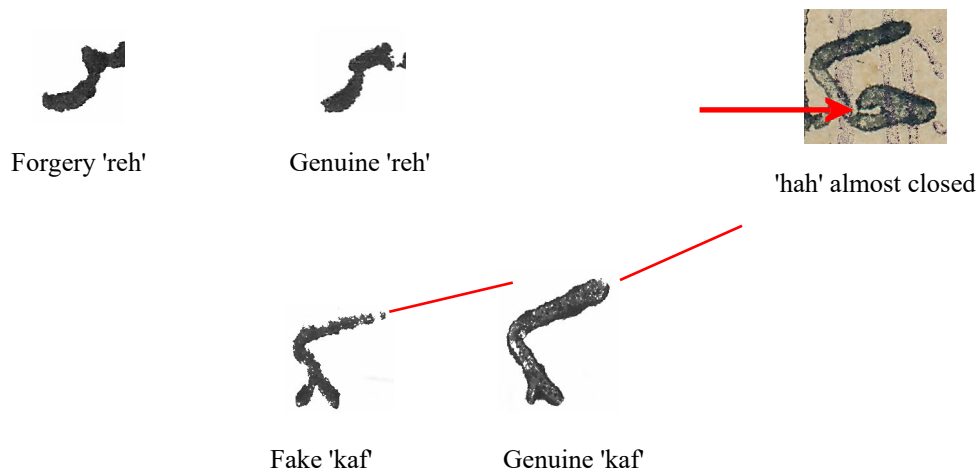 Forgery 'reh'
Genuine 'reh'
'hah' almost closed
Fake 'kaf'
Genuine 'kaf'